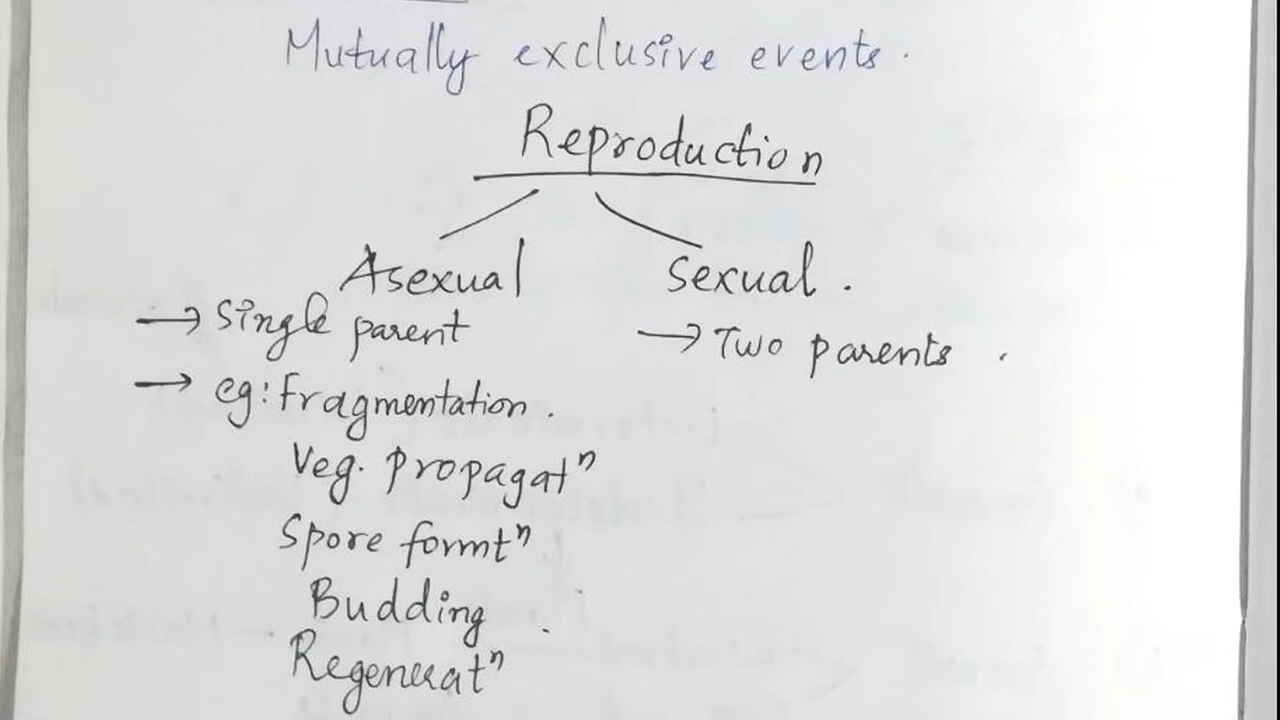 Mutually exclusive events.
Reproduction
Asexual
→ Single parent
→ eg: fragmentation.
Veg. propagatⁿ
Spore formtⁿ
Budding
Regeneratⁿ
Sexual.
→ Two parents.